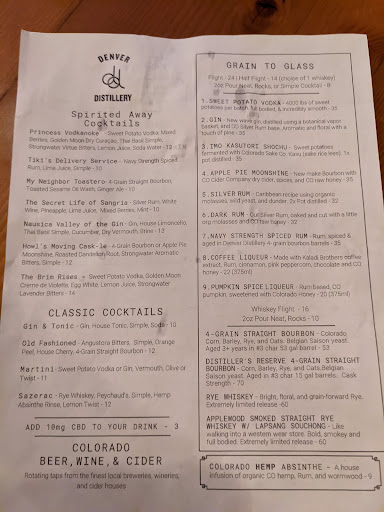 DENVER
DISTILLERY
Spirited Away
Cocktails
Princess Vodkanoke - Sweet Potato Vodka, Mixed
Berries, Golden Moon Dry Curaçao, Thai Basil Simple,
Strongwater Virtue Bitters, Lemon Juice, Soda Water
Tiki's Delivery Service - Navy Strength Spiced
Rum, Lime Juice, Simple - 10
My Neighbor Toestero - 4-Grain Straight Bourbon,
Toasted Sesame Oil Wash, Ginger Ale - 10
The Secret Life of Sangria - Silver Rum, White
Wine, Pineapple, Lime Juice, Mixed Berries, Mint - 10
Nausica Valley of the Gin - Gin, House Limoncello,
Thai Basil Simple, Cucumber, Dry Vermouth, Brine - 12
Howl's Moving Cask-le - 4-Grain Bourbon or Apple Pie
Moonshine, Roasted Dandelion Root, Strongwater Aromatic
Bitters, Simple - 12
The Brim Rises - Sweet Potato Vodka, Golden Moon
Creme de Violette, Egg White, Lemon Juice, Strongwater
Lavender Bitters - 14
CLASSIC COCKTAILS
Gin & Tonic - Gin, House Tonic, Simple, Soda - 10
Old Fashioned - Angustora Bitters, Simple, Orange
Peel, House Cherry, 4-Grain Straight Bourbon - 12
Martini - Sweet Potato Vodka or Gin, Vermouth, Olive or
Twist - 11
Sazerac - Rye Whiskey, Peychaud's, Simple, Hemp
Absinthe Rinse, Lemon Twist - 12
ADD 10mg CBD TO YOUR DRINK - 3
COLORADO
BEER, WINE, & CIDER
Rotating taps from the finest local breweries, wineries,
and cider houses
GRAIN TO GLASS
Flight - 24 | Half Flight - 14 (choice of 1 whiskey)
2oz Pour Neat, Rocks, or Simple Cocktail - 8
1. SWEET POTATO VODKA - 4000 lbs of sweet
potatoes per batch, full bodied, & incredibly smooth - 35
2. GIN - New wave gin, distilled using a botanical vapor
basket, and CO Silver Rum base, Aromatic and floral with a
touch of pine - 35
3. IMO KASUTORI SHOCHU - Sweet potato
fermented with Colorado Sake Co. Kasu (sake rice lees). 1x
pot distilled - 35
4. APPLE PIE MOONSHINE - New make Bourbon with
CO Cider Company dry cider, spices, and CO raw honey - 35
5. SILVER RUM - Caribbean recipe using organic
molasses, wild yeast, and dunder, 2x Pot distilled - 32
6. DARK RUM - Our Silver Rum, oaked and cut with a little
org molasses and CO raw honey - 32
7. NAVY STRENGTH SPICED RUM - Rum, spiced &
aged in Denver Distillery 4-grain bourbon barrels - 35
8. COFFEE LIQUEUR - Made with Kaladi Brothers coffee
extract, Rum, cinnamon, pink peppercorn, chocolate and CO
honey - 22 (375ml)
9. PUMPKIN SPICE LIQUEUR - Rum based, CO
pumpkin, sweetened with Colorado Honey - 20 (375ml)
Whiskey Flight - 16
2oz Pour Neat, Rocks - 10
4-GRAIN STRAIGHT BOURBON - Colorado
Corn, Barley, Rye, and Oats. Belgian Saison yeast.
Aged 3+ years in #3 char 53 gal barrel - 53
DISTILLER'S RESERVE 4-GRAIN STRAIGHT
BOURBON - Corn, Barley, Rye, and Oats. Belgian
Saison yeast. Aged in #3 char 15 gal barrels. Cask
Strength - 70
RYE WHISKEY - Bright, floral, and grain-forward Rye.
Extremely limited release - 60
APPLEWOOD SMOKED STRAIGHT RYE
WHISKEY W/ LAPSANG SOUCHONG - Like
walking into a western wear store. Bold, smokey and
full bodied. Extremely limited release - 60
COLORADO HEMP ABSINTHE - A house
infusion of organic CO hemp, Rum, and wormwood - 9